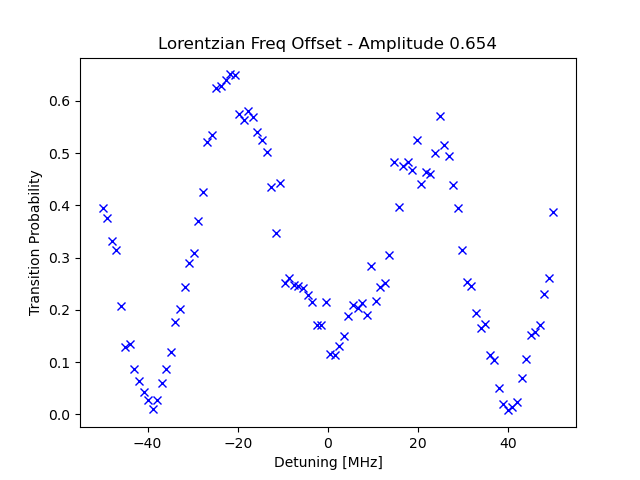 Lorentzian Freq Offset - Amplitude 0.654
Transition Probability
0.6
0.5
0.4
0.3
0.2
0.1
0.0
−40 −20 0 20 40
Detuning [MHz]